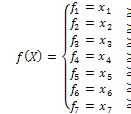 f(X) =
f₁ = x₁ ≥
f₂ = x₂ ≥
f₃ = x₃ ≥
f₄ = x₄ ≥
f₅ = x₅ ≥
f₆ = x₆ ≥
f₇ = x₇ ≥